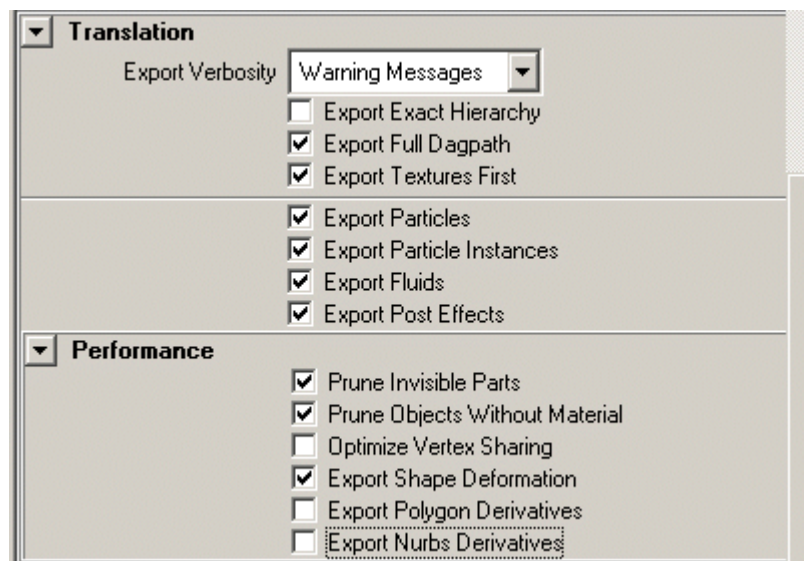 Translation
Export Verbosity Warning Messages
Export Exact Hierarchy
Export Full Dagpath
Export Textures First
Export Particles
Export Particle Instances
Export Fluids
Export Post Effects
Performance
Prune Invisible Parts
Prune Objects Without Material
Optimize Vertex Sharing
Export Shape Deformation
Export Polygon Derivatives
Export Nurbs Derivatives